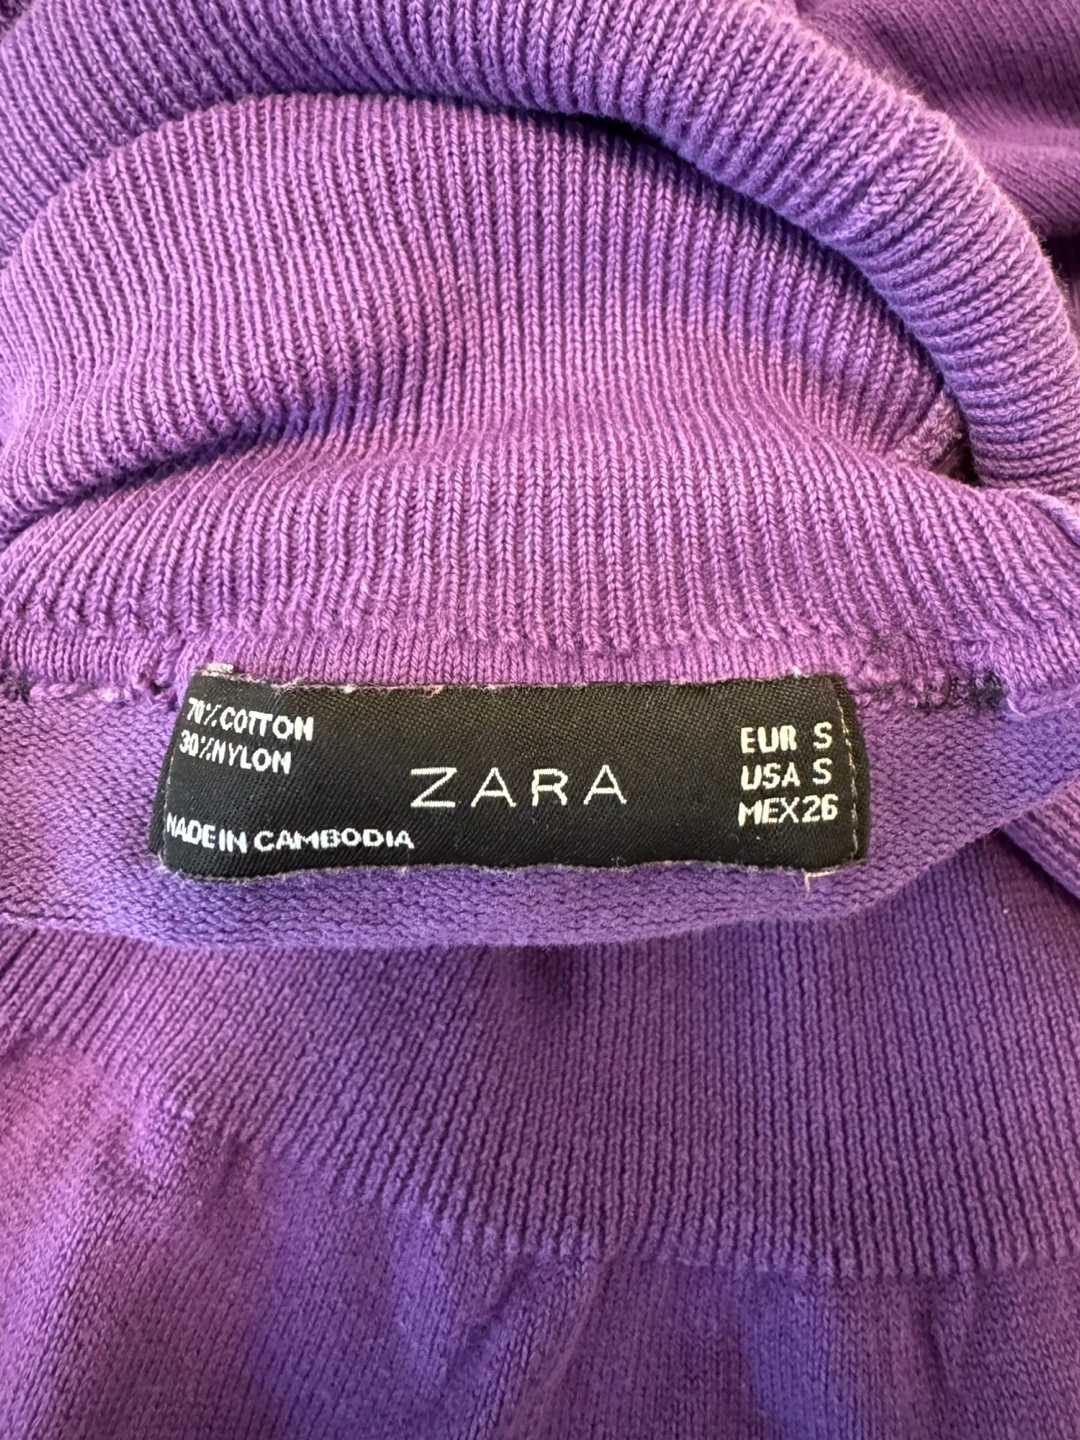 70% COTTON
30% NYLON
MADE IN CAMBODIA
ZARA
EUR S
USA S
MEX 26